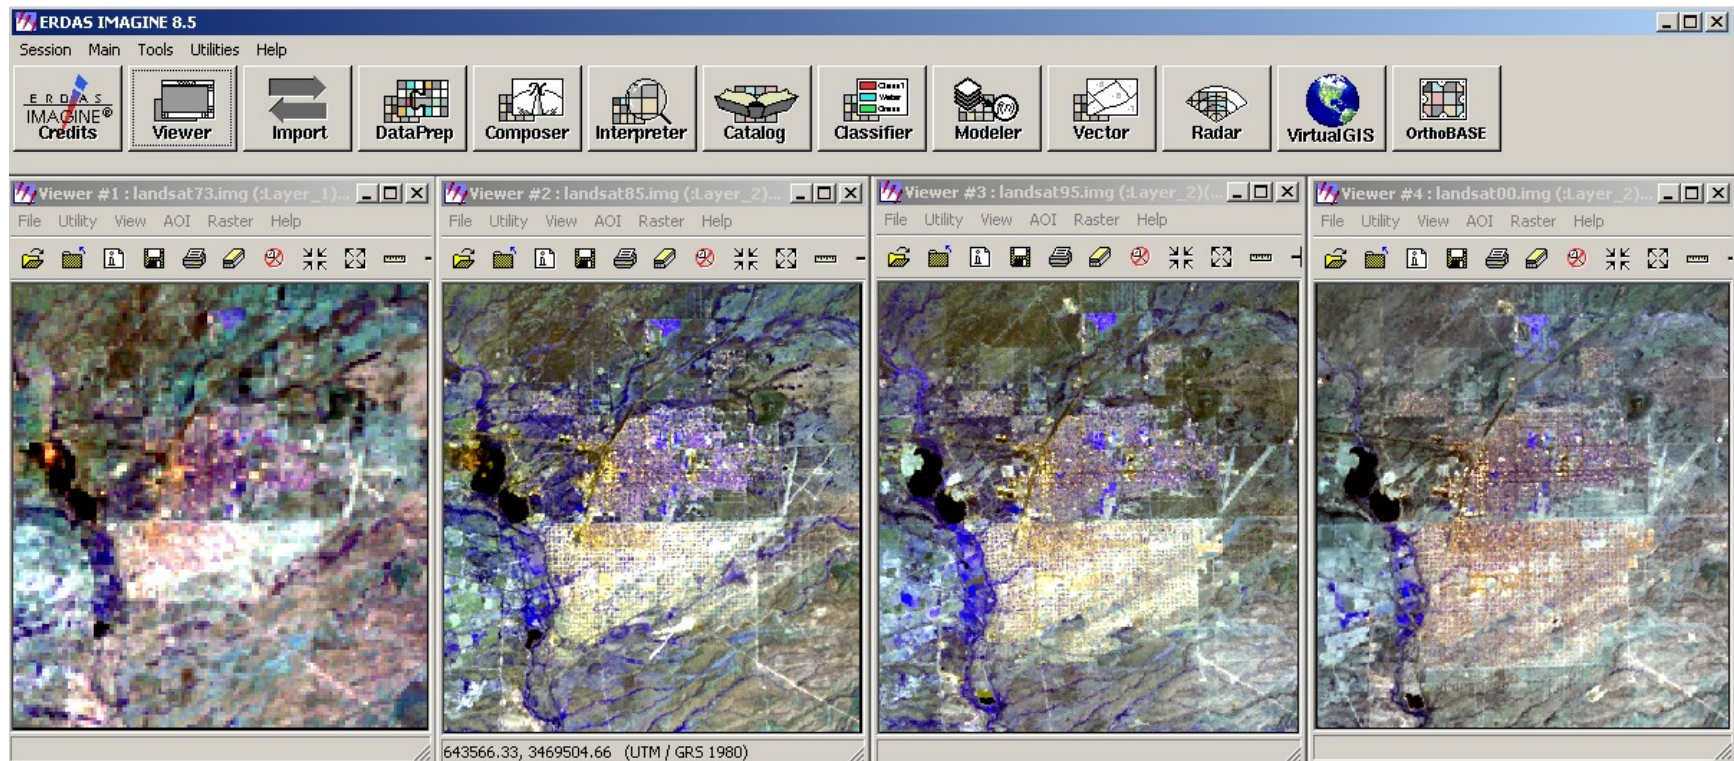 ERDAS IMAGINE 8.5
Session Main Tools Utilities Help
ERDAS
IMAGINE®
Credits
Viewer
Import
DataPrep
Composer
Interpreter
Catalog
Class1
Water
Classifier
Modeler
Vector
Radar
VirtualGIS
OrthoBASE
Viewer #1 : landsat73.img (:Layer_1)...
File Utility View AOI Raster Help
Viewer #2 : landsat85.img (:Layer_2)...
File Utility View AOI Raster Help
643566.33, 3469504.66 (UTM / GRS 1980)
Viewer #3 : landsat95.img (:Layer_2)(...
File Utility View AOI Raster Help
Viewer #4 : landsat00.img (:Layer_2)...
File Utility View AOI Raster Help